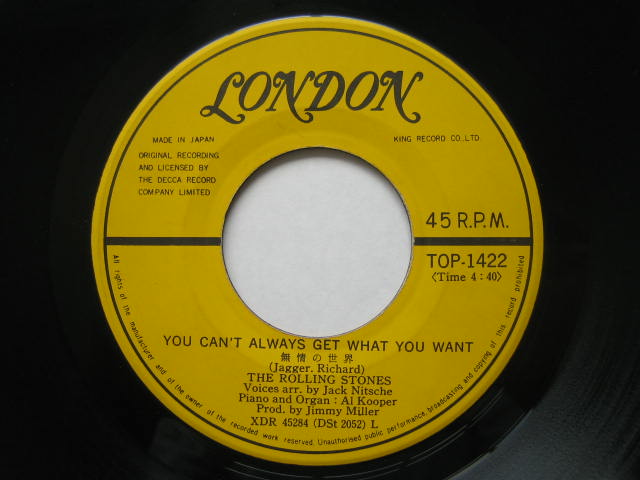 LONDON
MADE IN JAPAN
KING RECORD CO., LTD.
ORIGINAL RECORDING
AND LICENSED BY
THE DECCA RECORD
COMPANY LIMITED
45 R.P.M.
TOP-1422
〈Time 4:40〉
YOU CAN'T ALWAYS GET WHAT YOU WANT
無情の世界
(Jagger. Richard)
THE ROLLING STONES
Voices arr. by Jack Nitsche
Piano and Organ : Al Kooper
Prod. by Jimmy Miller
XDR 45284 (DSt 2052) L
All rights of the manufacturer and of the owner of the recorded work reserved. Unauthorised public performance, broadcasting and copying of this record prohibited